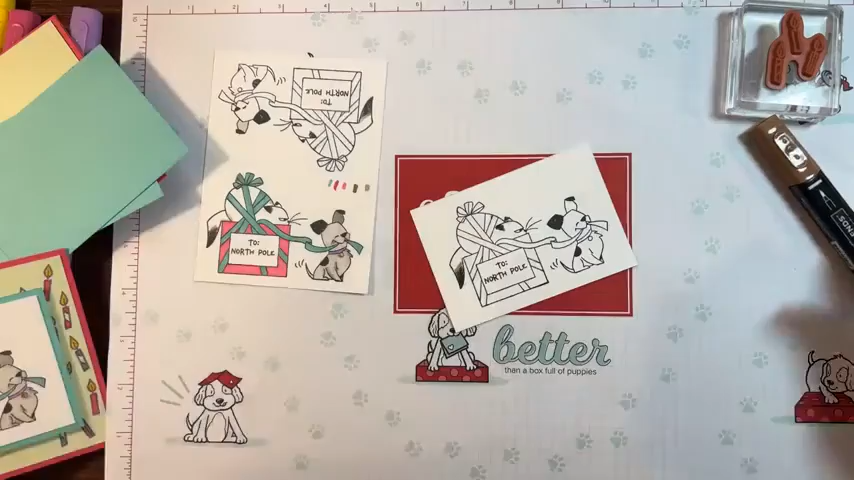 TO:
NORTH POLE
TO:
NORTH POLE
TO:
NORTH POLE
better
than a box full of puppies